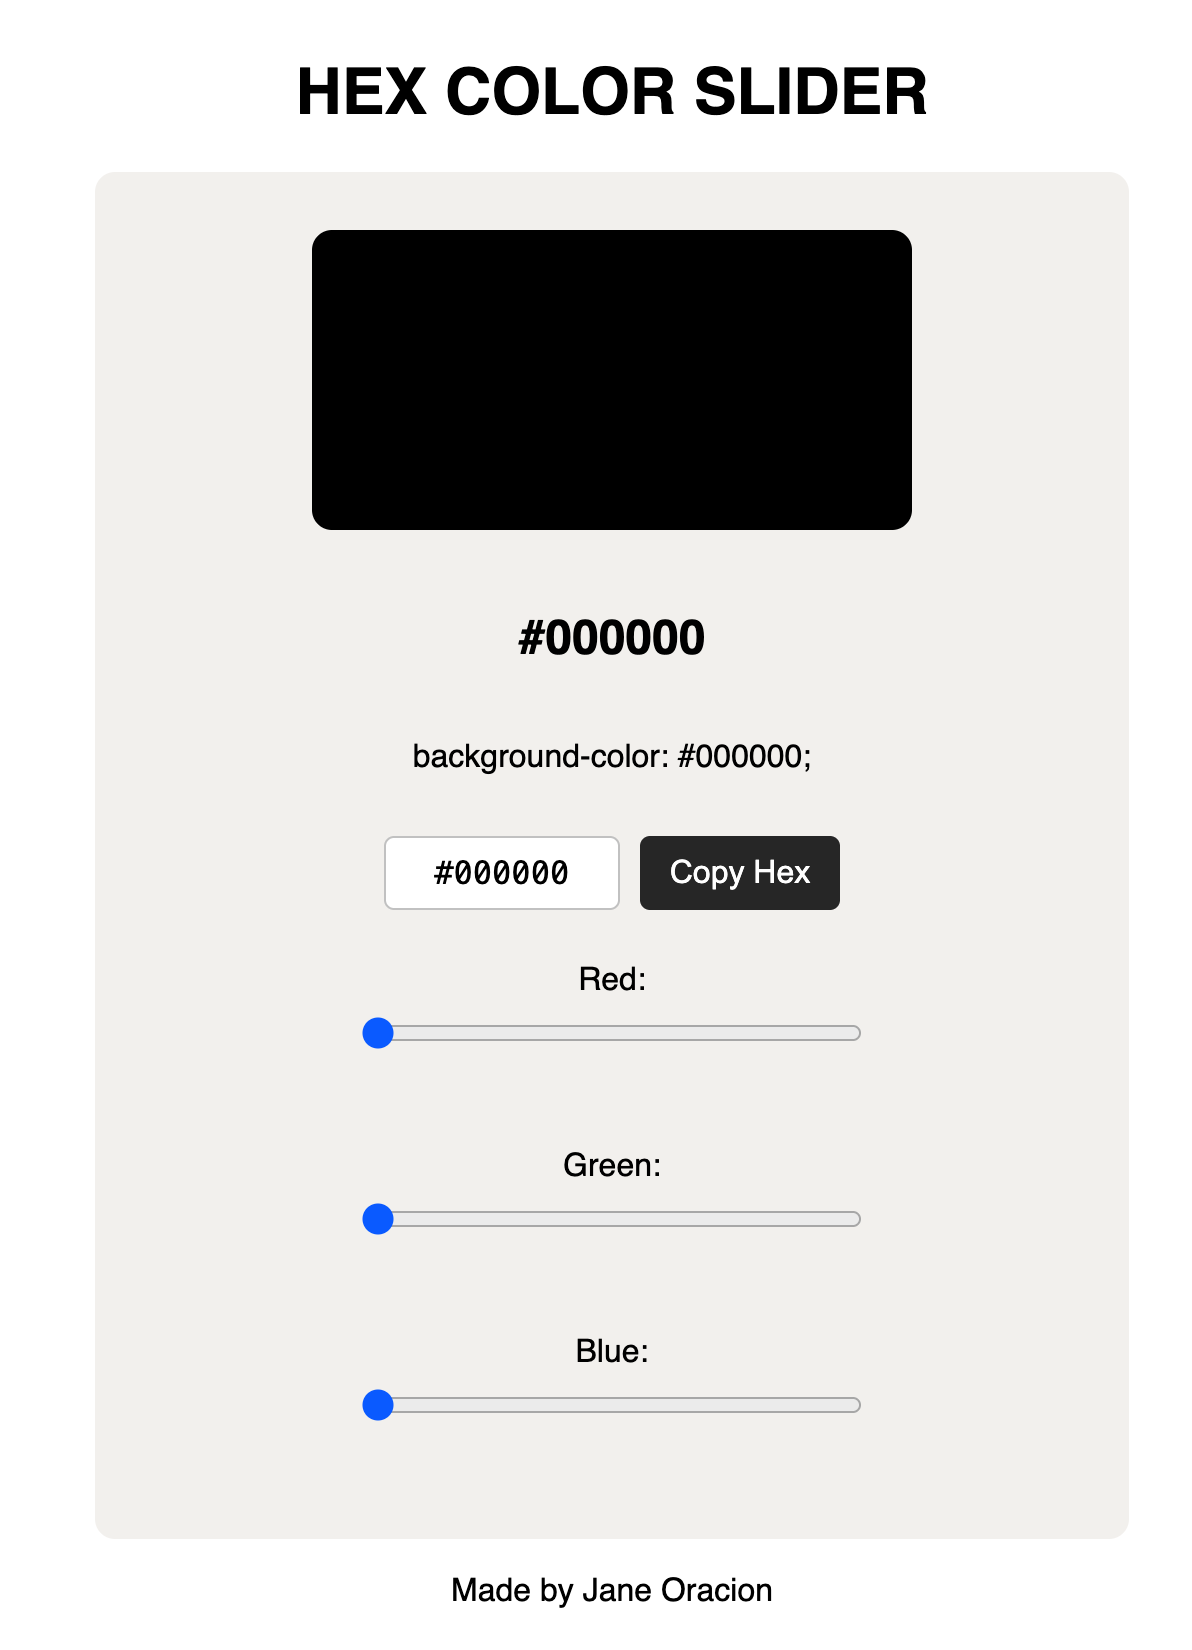 HEX COLOR SLIDER
#000000
background-color: #000000;
#000000 Copy Hex
Red:
Green:
Blue:
Made by Jane Oracion